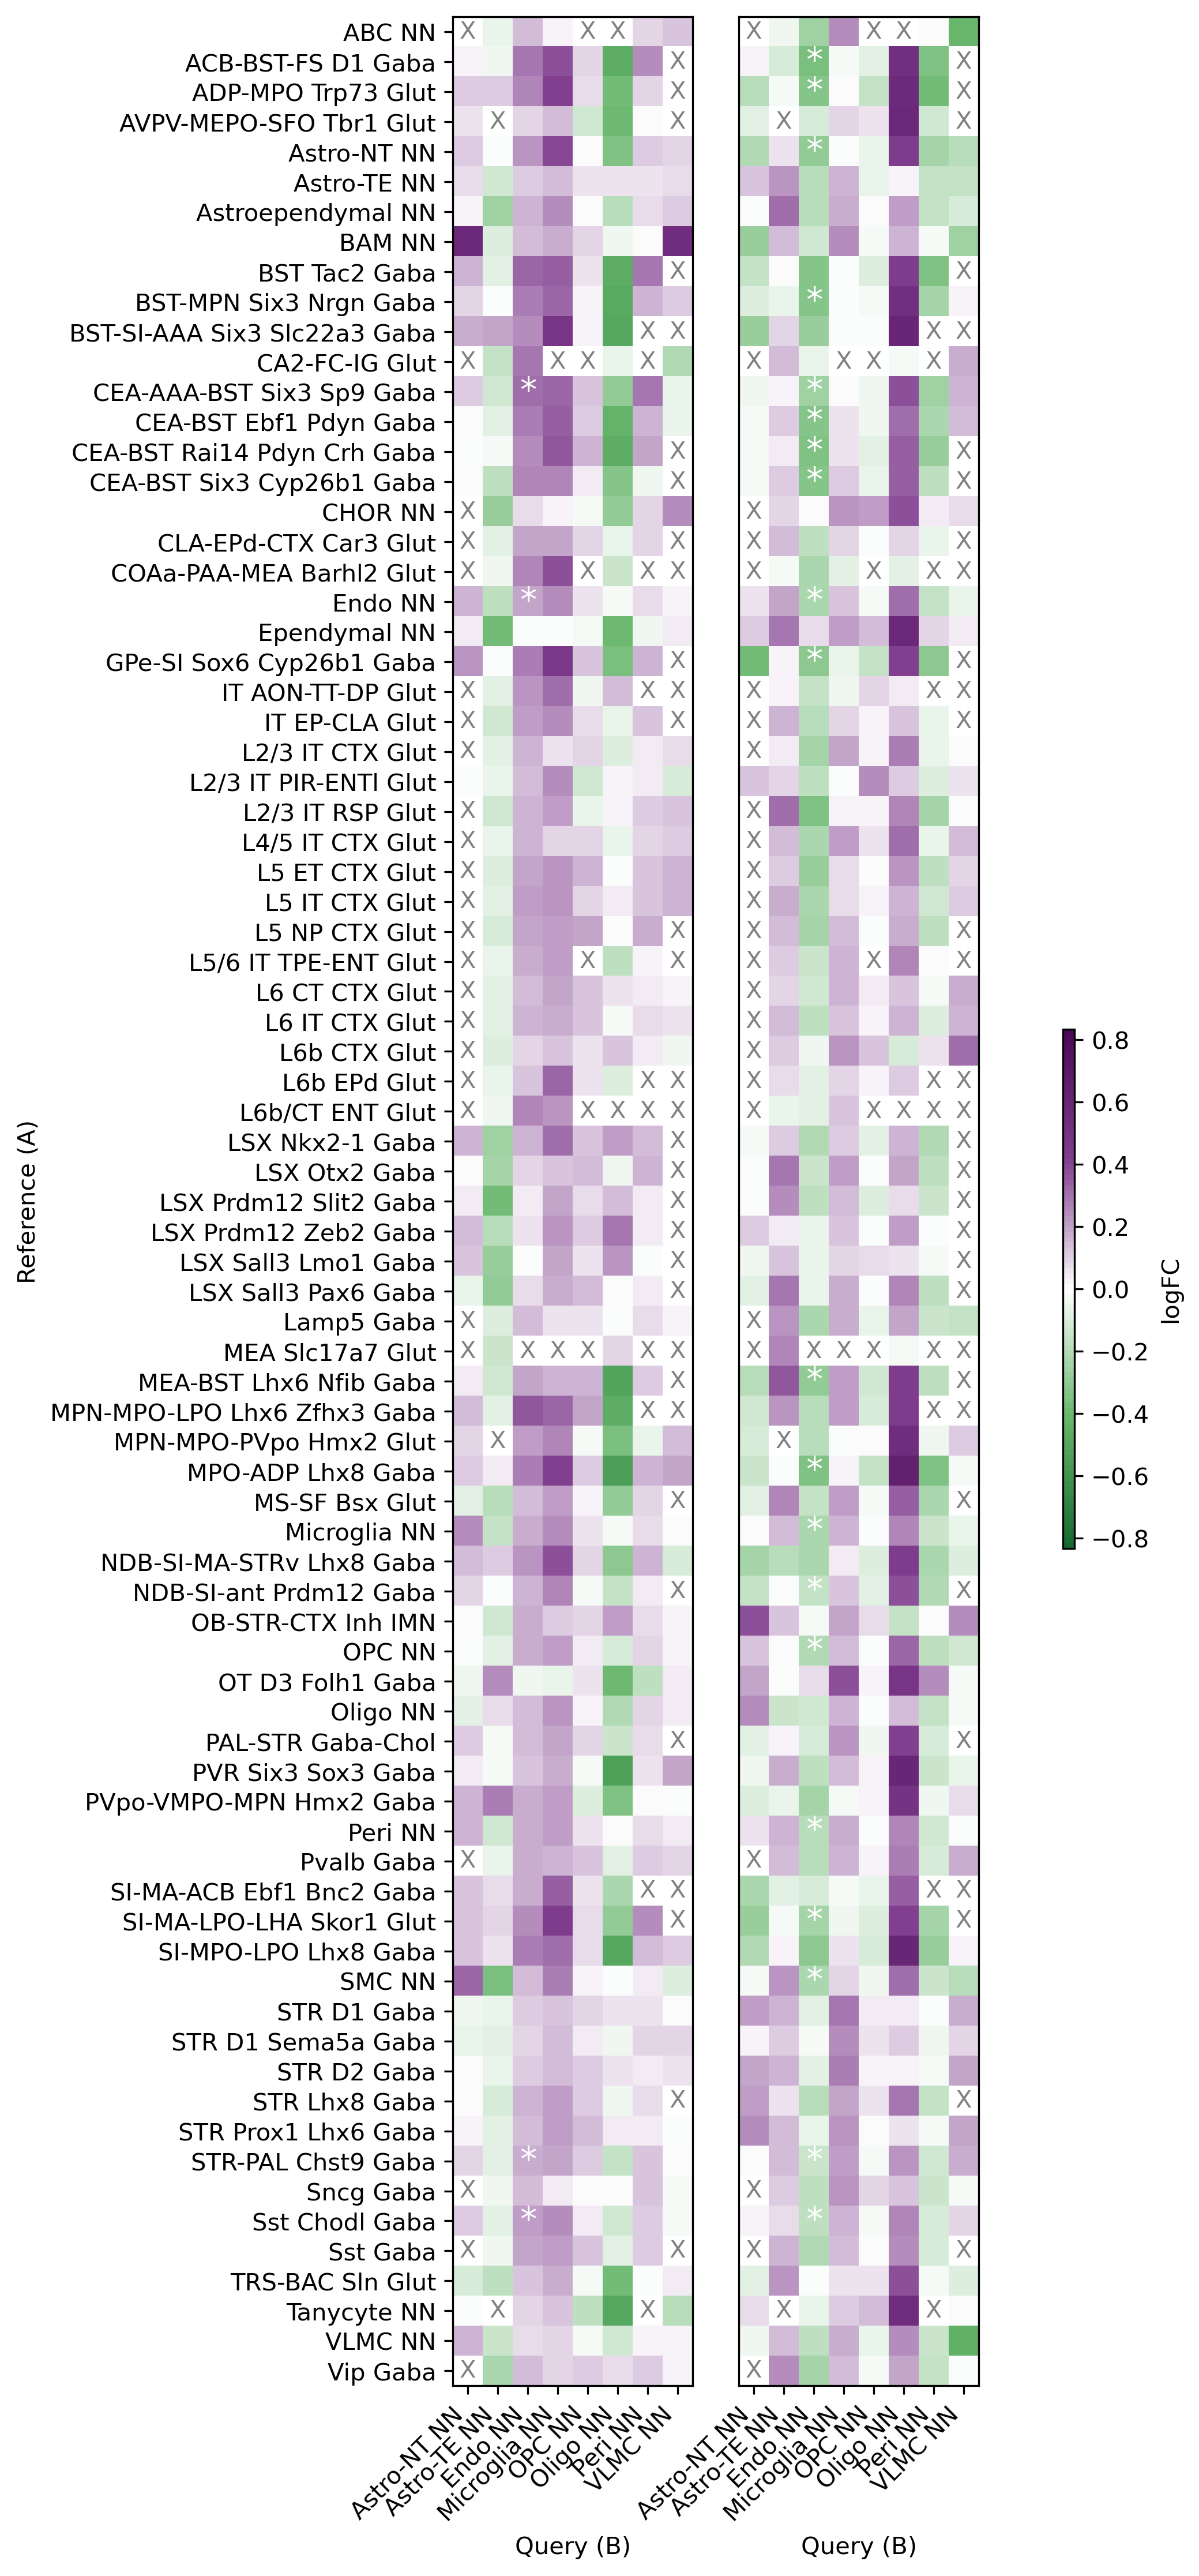 ABC NN
ACB-BST-FS D1 Gaba
ADP-MPO Trp73 Glut
AVPV-MEPO-SFO Tbr1 Glut
Astro-NT NN
Astro-TE NN
Astroependymal NN
BAM NN
BST Tac2 Gaba
BST-MPN Six3 Nrgn Gaba
BST-SI-AAA Six3 Slc22a3 Gaba
CA2-FC-IG Glut
CEA-AAA-BST Six3 Sp9 Gaba
CEA-BST Ebf1 Pdyn Gaba
CEA-BST Rai14 Pdyn Crh Gaba
CEA-BST Six3 Cyp26b1 Gaba
CHOR NN
CLA-EPd-CTX Car3 Glut
COAa-PAA-MEA Barhl2 Glut
Endo NN
Ependymal NN
GPe-SI Sox6 Cyp26b1 Gaba
IT AON-TT-DP Glut
IT EP-CLA Glut
L2/3 IT CTX Glut
L2/3 IT PIR-ENTl Glut
L2/3 IT RSP Glut
L4/5 IT CTX Glut
L5 ET CTX Glut
L5 IT CTX Glut
L5 NP CTX Glut
L5/6 IT TPE-ENT Glut
L6 CT CTX Glut
L6 IT CTX Glut
L6b CTX Glut
L6b EPd Glut
L6b/CT ENT Glut
LSX Nkx2-1 Gaba
LSX Otx2 Gaba
LSX Prdm12 Slit2 Gaba
LSX Prdm12 Zeb2 Gaba
LSX Sall3 Lmo1 Gaba
LSX Sall3 Pax6 Gaba
Lamp5 Gaba
MEA Slc17a7 Glut
MEA-BST Lhx6 Nfib Gaba
MPN-MPO-LPO Lhx6 Zfhx3 Gaba
MPN-MPO-PVpo Hmx2 Glut
MPO-ADP Lhx8 Gaba
MS-SF Bsx Glut
Microglia NN
NDB-SI-MA-STRv Lhx8 Gaba
NDB-SI-ant Prdm12 Gaba
OB-STR-CTX Inh IMN
OPC NN
OT D3 Folh1 Gaba
Oligo NN
PAL-STR Gaba-Chol
PVR Six3 Sox3 Gaba
PVpo-VMPO-MPN Hmx2 Gaba
Peri NN
Pvalb Gaba
SI-MA-ACB Ebf1 Bnc2 Gaba
SI-MA-LPO-LHA Skor1 Glut
SI-MPO-LPO Lhx8 Gaba
SMC NN
STR D1 Gaba
STR D1 Sema5a Gaba
STR D2 Gaba
STR Lhx8 Gaba
STR Prox1 Lhx6 Gaba
STR-PAL Chst9 Gaba
Sncg Gaba
Sst Chodl Gaba
Sst Gaba
TRS-BAC Sln Glut
Tanycyte NN
VLMC NN
Vip Gaba
Reference (A)
Astro-NT NN
Astro-TE NN
Endo NN
Microglia NN
OPC NN
Oligo NN
Peri NN
VLMC NN
Query (B)
Astro-NT NN
Astro-TE NN
Endo NN
Microglia NN
OPC NN
Oligo NN
Peri NN
VLMC NN
Query (B)
0.8
0.6
0.4
0.2
0.0
−0.2
−0.4
−0.6
−0.8
logFC